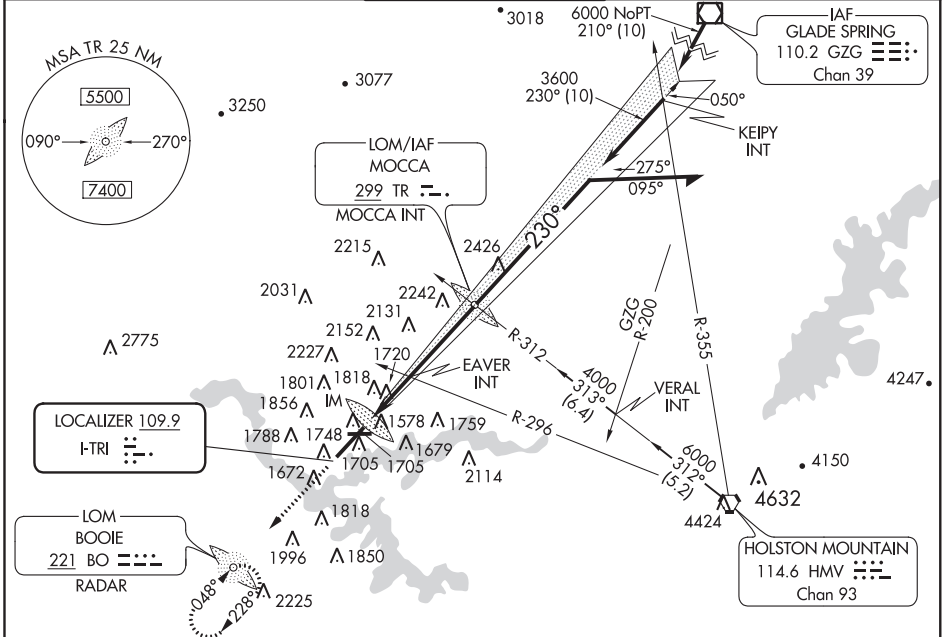 3018
6000 NoPT
210° (10)
IAF
GLADE SPRING
110.2 GZG
Chan 39
MSA TR 25 NM
5500
090°
270°
7400
3077
3250
3600
230° (10)
050°
KEIPY
INT
LOM/IAF
MOCCA
299 TR
MOCCA INT
275°
095°
230°
2215
2426
2031
2242
2131
2152
2775
2227
1720
R-312
GZG
R-200
R-355
EAVER
INT
1801
1818
4000
313°
(6.4)
VERAL
INT
4247
IM
1856
LOCALIZER 109.9
I-TRI
1788
1748
1578
1759
R-296
1705
1705
1679
1672
2114
6000
312°
(5.2)
4150
4632
4424
1818
LOM
BOOIE
221 BO
RADAR
1996
1850
HOLSTON MOUNTAIN
114.6 HMV
Chan 93
048°
228°
2225